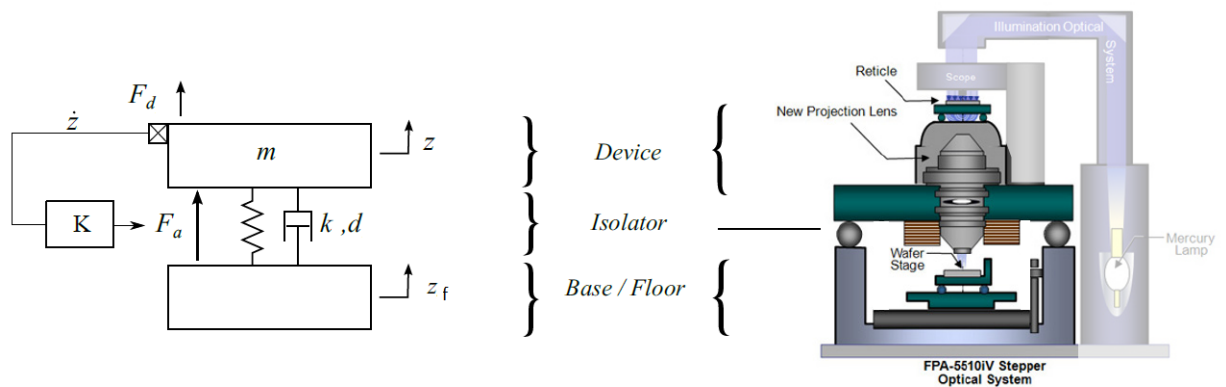 F_d
ż
m
z
K
F_a
k ,d
z_f
Device
Isolator
Base / Floor
Illumination Optical
System
Scope
Reticle
New Projection Lens
Wafer
Stage
Mercury
Lamp
FPA-5510iV Stepper
Optical System